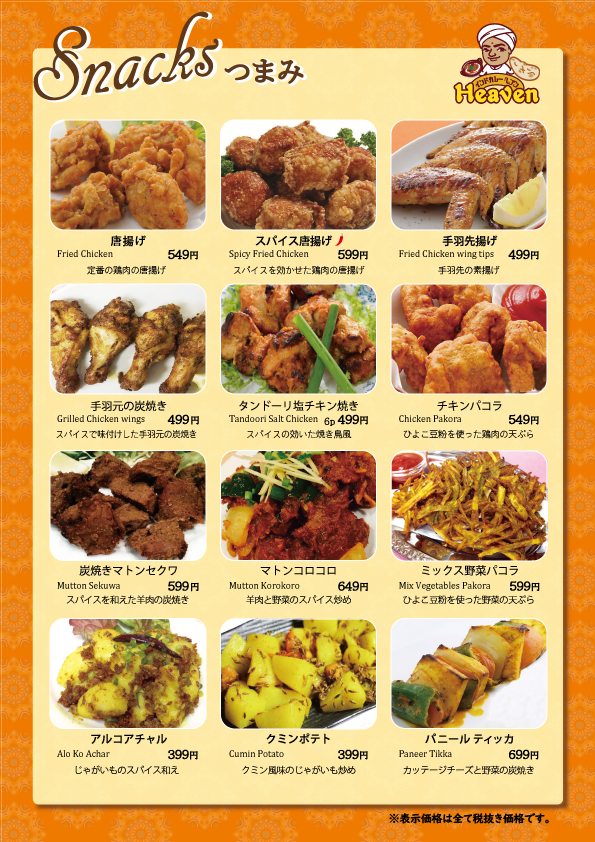 Snacks つまみ
インドカレーヘブン
Heaven
唐揚げ
Fried Chicken 549円
定番の鶏肉の唐揚げ
スパイス唐揚げ
Spicy Fried Chicken 599円
スパイスを効かせた鶏肉の唐揚げ
手羽先揚げ
Fried Chicken wing tips 499円
手羽先の素揚げ
手羽元の炭焼き
Grilled Chicken wings 499円
スパイスで味付けした手羽元の炭焼き
タンドーリ塩チキン焼き
Tandoori Salt Chicken 6p 499円
スパイスの効いた焼き鳥風
チキンパコラ
Chicken Pakora 549円
ひよこ豆粉を使った鶏肉の天ぷら
炭焼きマトンセクワ
Mutton Sekuwa 599円
スパイスを和えた羊肉の炭焼き
マトンコロコロ
Mutton Korokoro 649円
羊肉と野菜のスパイス炒め
ミックス野菜パコラ
Mix Vegetables Pakora 599円
ひよこ豆粉を使った野菜の天ぷら
アルコアチャル
Alo Ko Achar 399円
じゃがいものスパイス和え
クミンポテト
Cumin Potato 399円
クミン風味のじゃがいも炒め
パニール ティッカ
Paneer Tikka 699円
カッテージチーズと野菜の炭焼き
※表示価格は全て税抜き価格です。